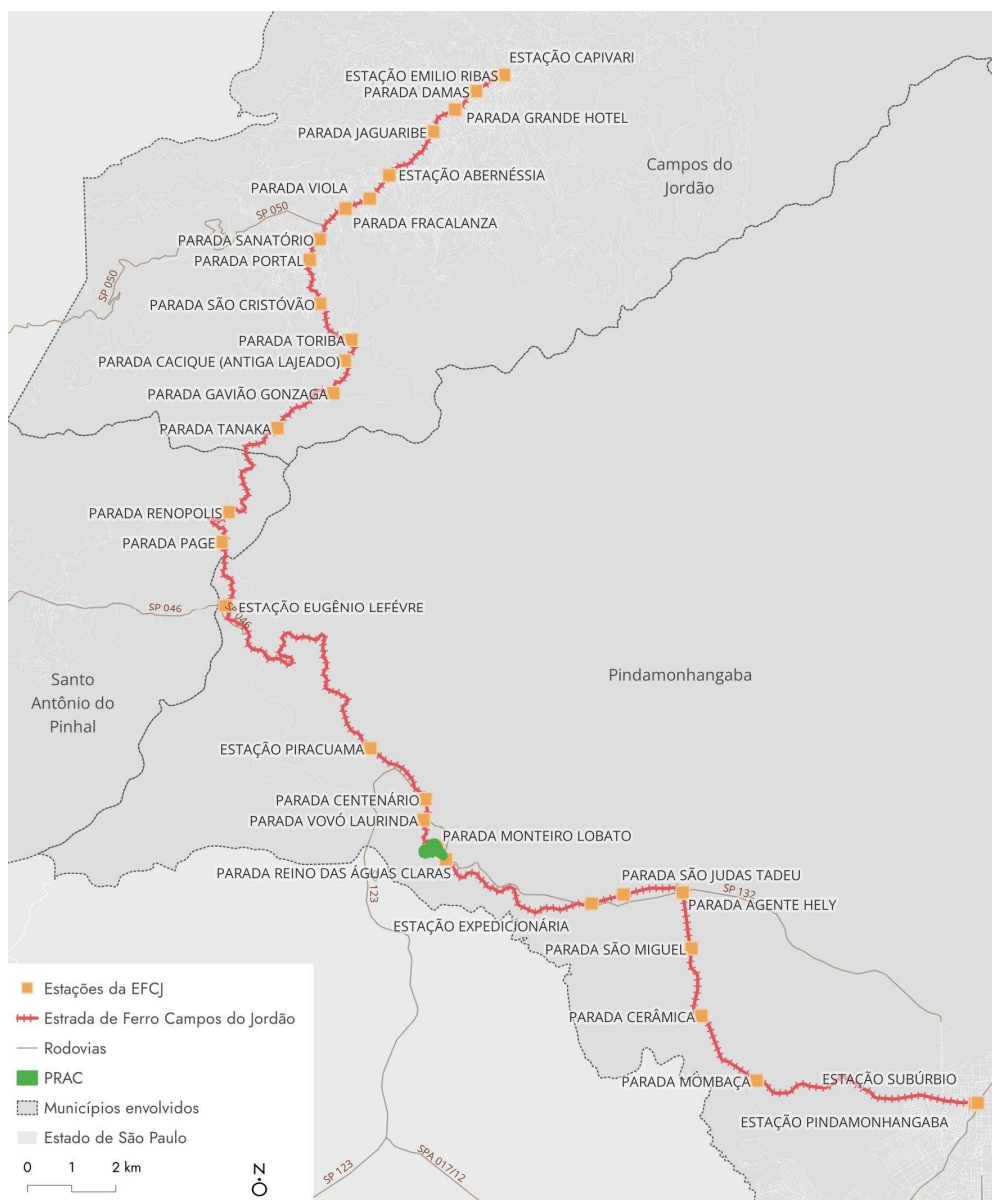 ESTAÇÃO CAPIVARI
ESTAÇÃO EMILIO RIBAS
PARADA DAMAS
PARADA GRANDE HOTEL
PARADA JAGUARIBE
ESTAÇÃO ABERNÉSSIA
Campos do
Jordão
PARADA VIOLA
SP 050
PARADA FRACALANZA
PARADA SANATÓRIO
PARADA PORTAL
SP 050
PARADA SÃO CRISTÓVÃO
PARADA TORIBA
PARADA CACIQUE (ANTIGA LAJEADO)
PARADA GAVIÃO GONZAGA
PARADA TANAKA
PARADA RENOPOLIS
PARADA PAGE
SP 046
ESTAÇÃO EUGÊNIO LEFÉVRE
SP 046
Santo
Antônio do
Pinhal
Pindamonhangaba
ESTAÇÃO PIRACUAMA
PARADA CENTENÁRIO
PARADA VOVÓ LAURINDA
PARADA MONTEIRO LOBATO
PARADA REINO DAS ÁGUAS CLARAS
SP 123
PARADA SÃO JUDAS TADEU
SP 132
PARADA AGENTE HELY
ESTAÇÃO EXPEDICIONÁRIA
PARADA SÃO MIGUEL
PARADA CERÂMICA
PARADA MOMBAÇA
ESTAÇÃO SUBÚRBIO
ESTAÇÃO PINDAMONHANGABA
Estações da EFCJ
Estrada de Ferro Campos do Jordão
Rodovias
PRAC
Municípios envolvidos
Estado de São Paulo
0 1 2 km
N
SP 123
SPA 017/12